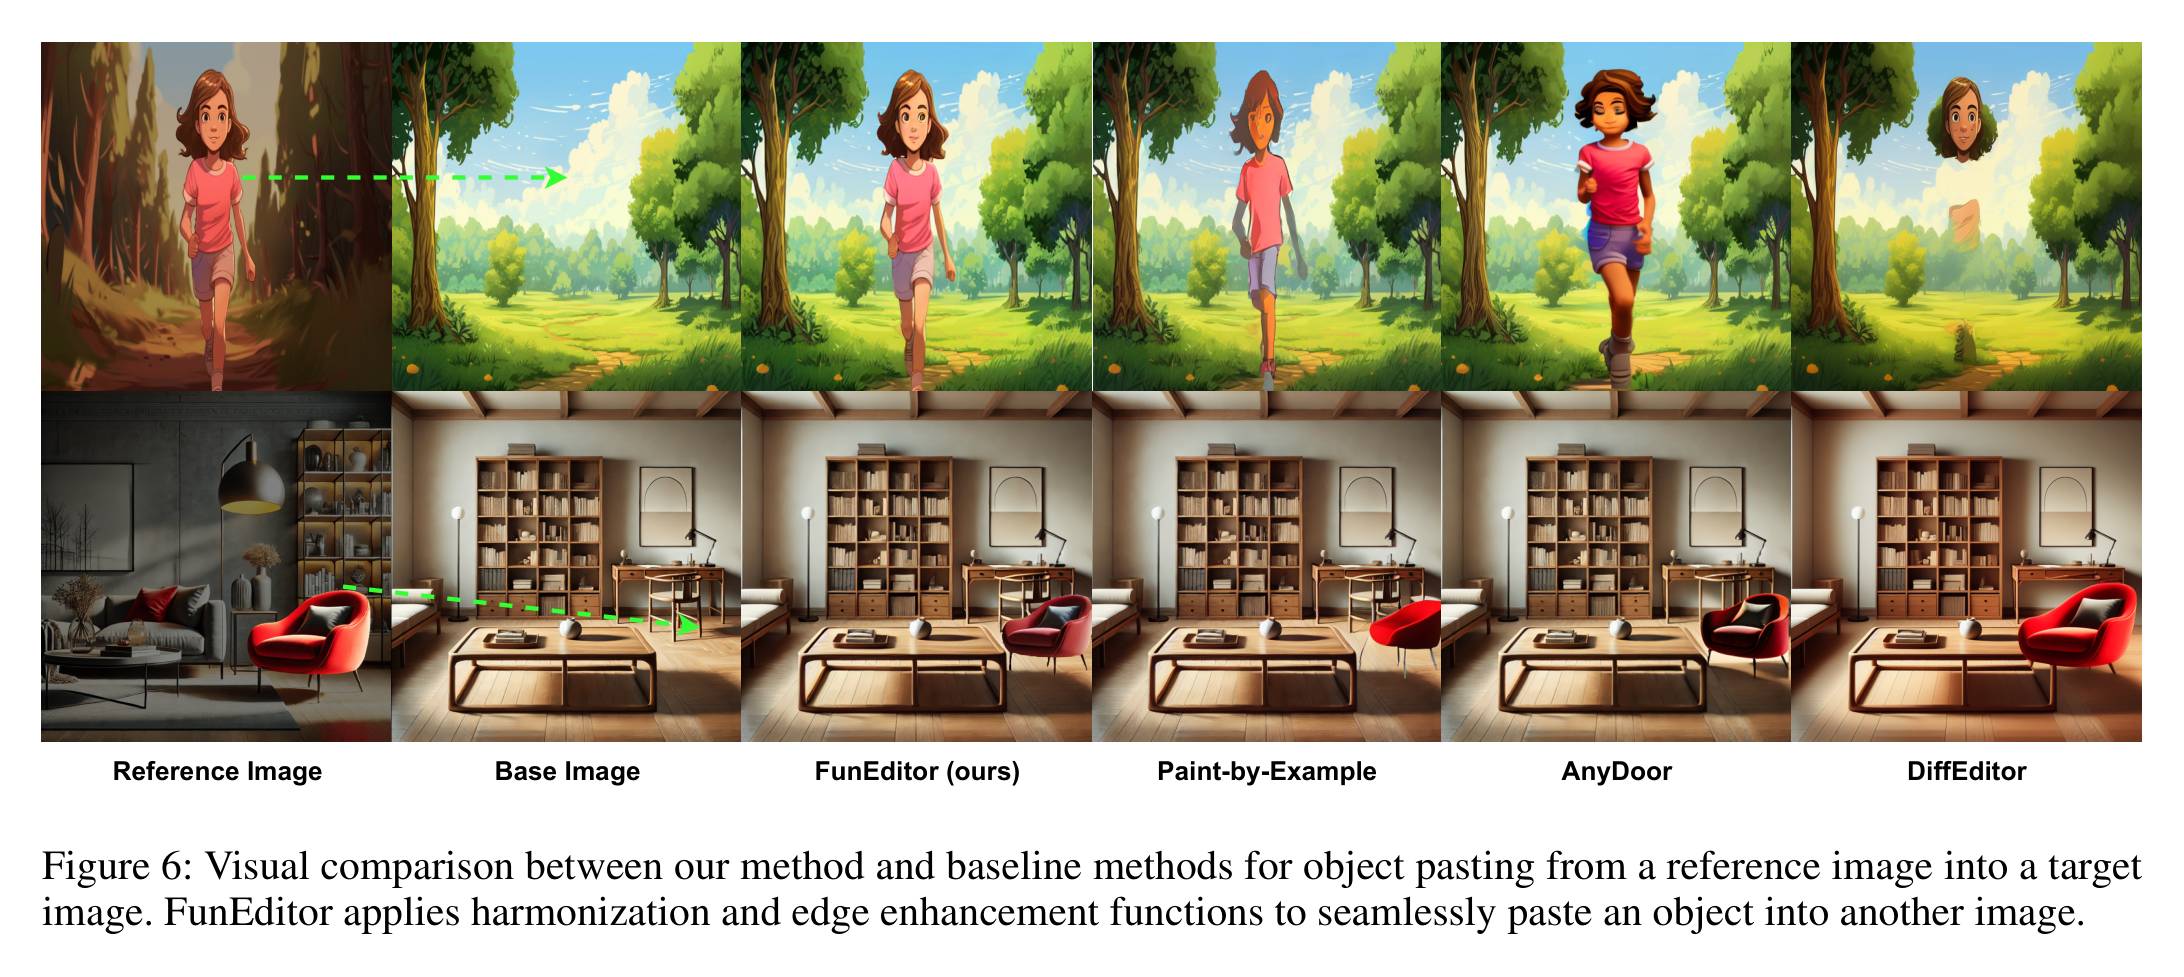 Reference Image
Base Image
FunEditor (ours)
Paint-by-Example
AnyDoor
DiffEditor
Figure 6: Visual comparison between our method and baseline methods for object pasting from a reference image into a target
image. FunEditor applies harmonization and edge enhancement functions to seamlessly paste an object into another image.